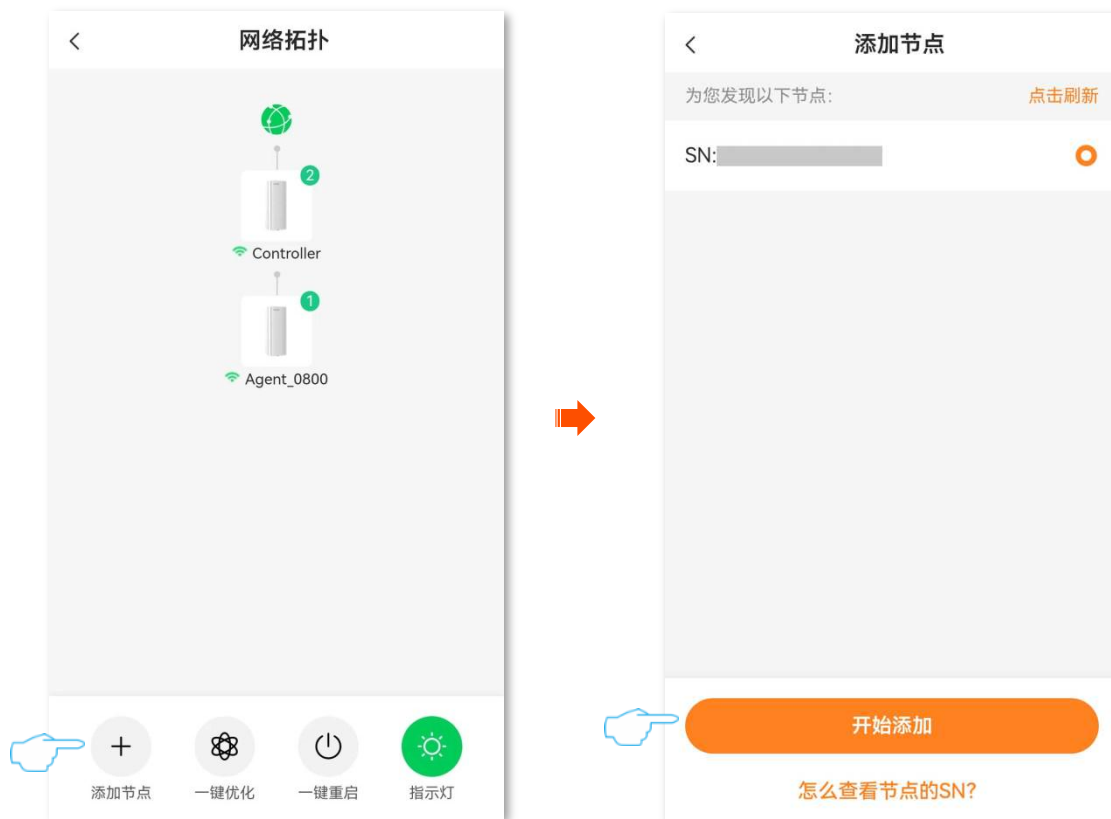 网络拓扑
2
Controller
1
Agent_0800
添加节点
一键优化
一键重启
指示灯
添加节点
为您发现以下节点:
点击刷新
SN:
开始添加
怎么查看节点的SN?